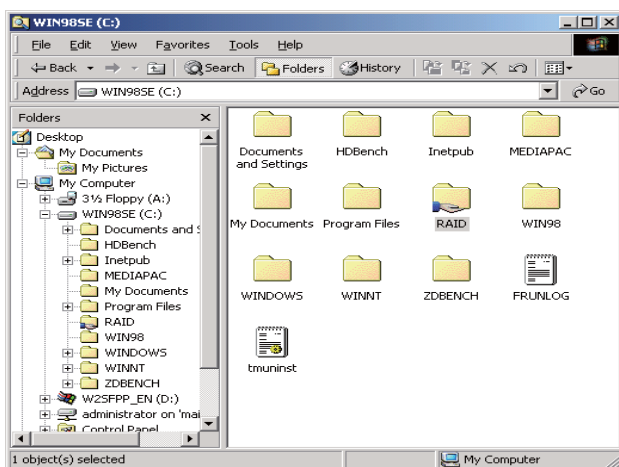 WIN98SE (C:)
File Edit View Favorites Tools Help
Back Search Folders History
Address WIN98SE (C:) Go
Folders
Desktop
My Documents
My Pictures
My Computer
3½ Floppy (A:)
WIN98SE (C:)
Documents and S
HDBench
Inetpub
MEDIAPAC
My Documents
Program Files
RAID
WIN98
WINDOWS
WINNT
ZDBENCH
W2SFPP_EN (D:)
administrator on 'mai
Control Panel
Documents and Settings
HDBench
Inetpub
MEDIAPAC
My Documents
Program Files
RAID
WIN98
WINDOWS
WINNT
ZDBENCH
FRUNLOG
tmuninst
1 object(s) selected
My Computer